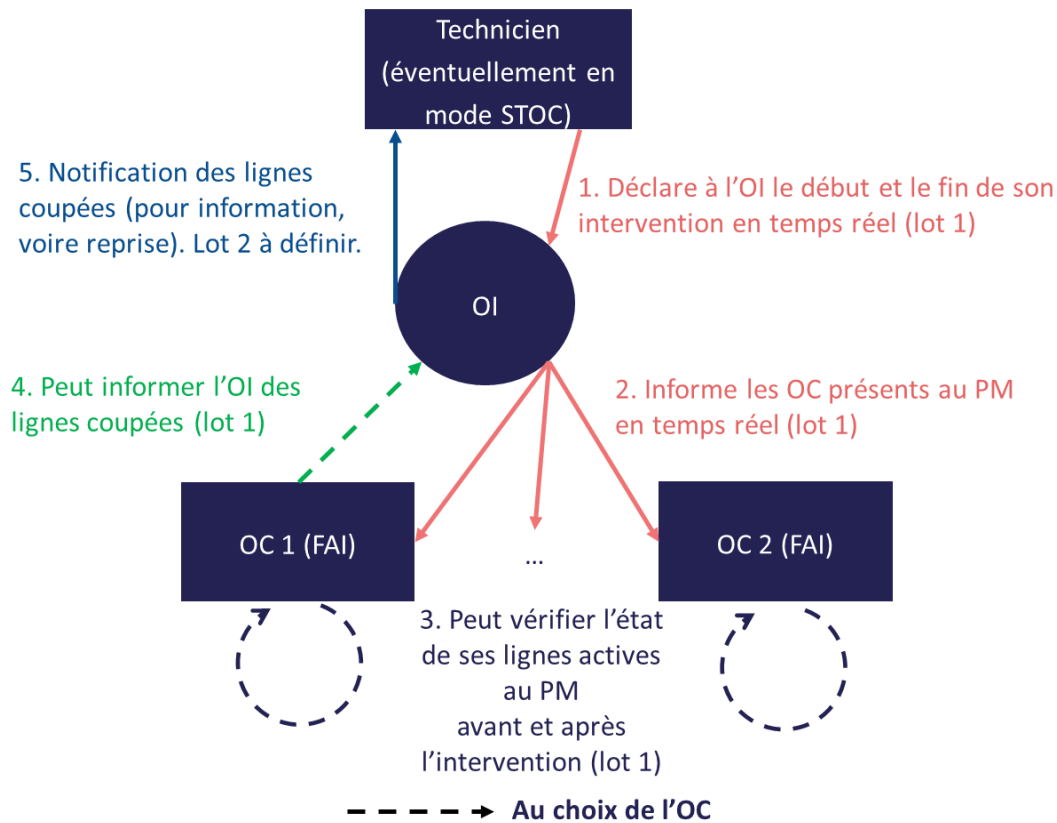 Technicien
(éventuellement en
mode STOC)
5. Notification des lignes
coupées (pour information,
voire reprise). Lot 2 à définir.
1. Déclare à l’OI le début et le fin de son
intervention en temps réel (lot 1)
OI
4. Peut informer l’OI des
lignes coupées (lot 1)
2. Informe les OC présents au PM
en temps réel (lot 1)
OC 1 (FAI)
...
OC 2 (FAI)
3. Peut vérifier l’état
de ses lignes actives
au PM
avant et après
l’intervention (lot 1)
Au choix de l’OC